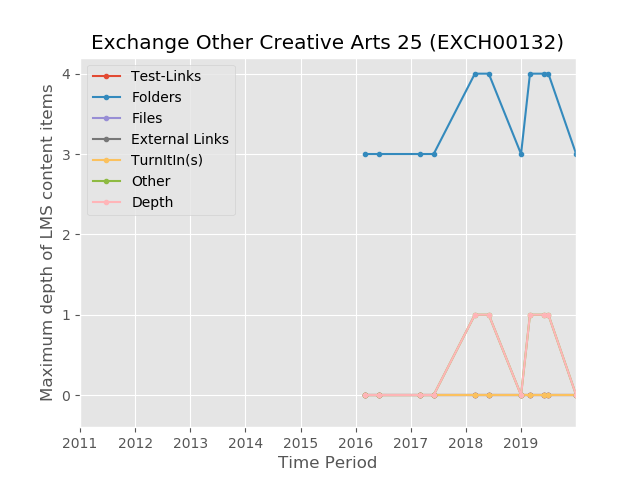 Exchange Other Creative Arts 25 (EXCH00132)
Maximum depth of LMS content items
4
3
2
1
0
Test-Links
Folders
Files
External Links
TurnItIn(s)
Other
Depth
2011 2012 2013 2014 2015 2016 2017 2018 2019
Time Period